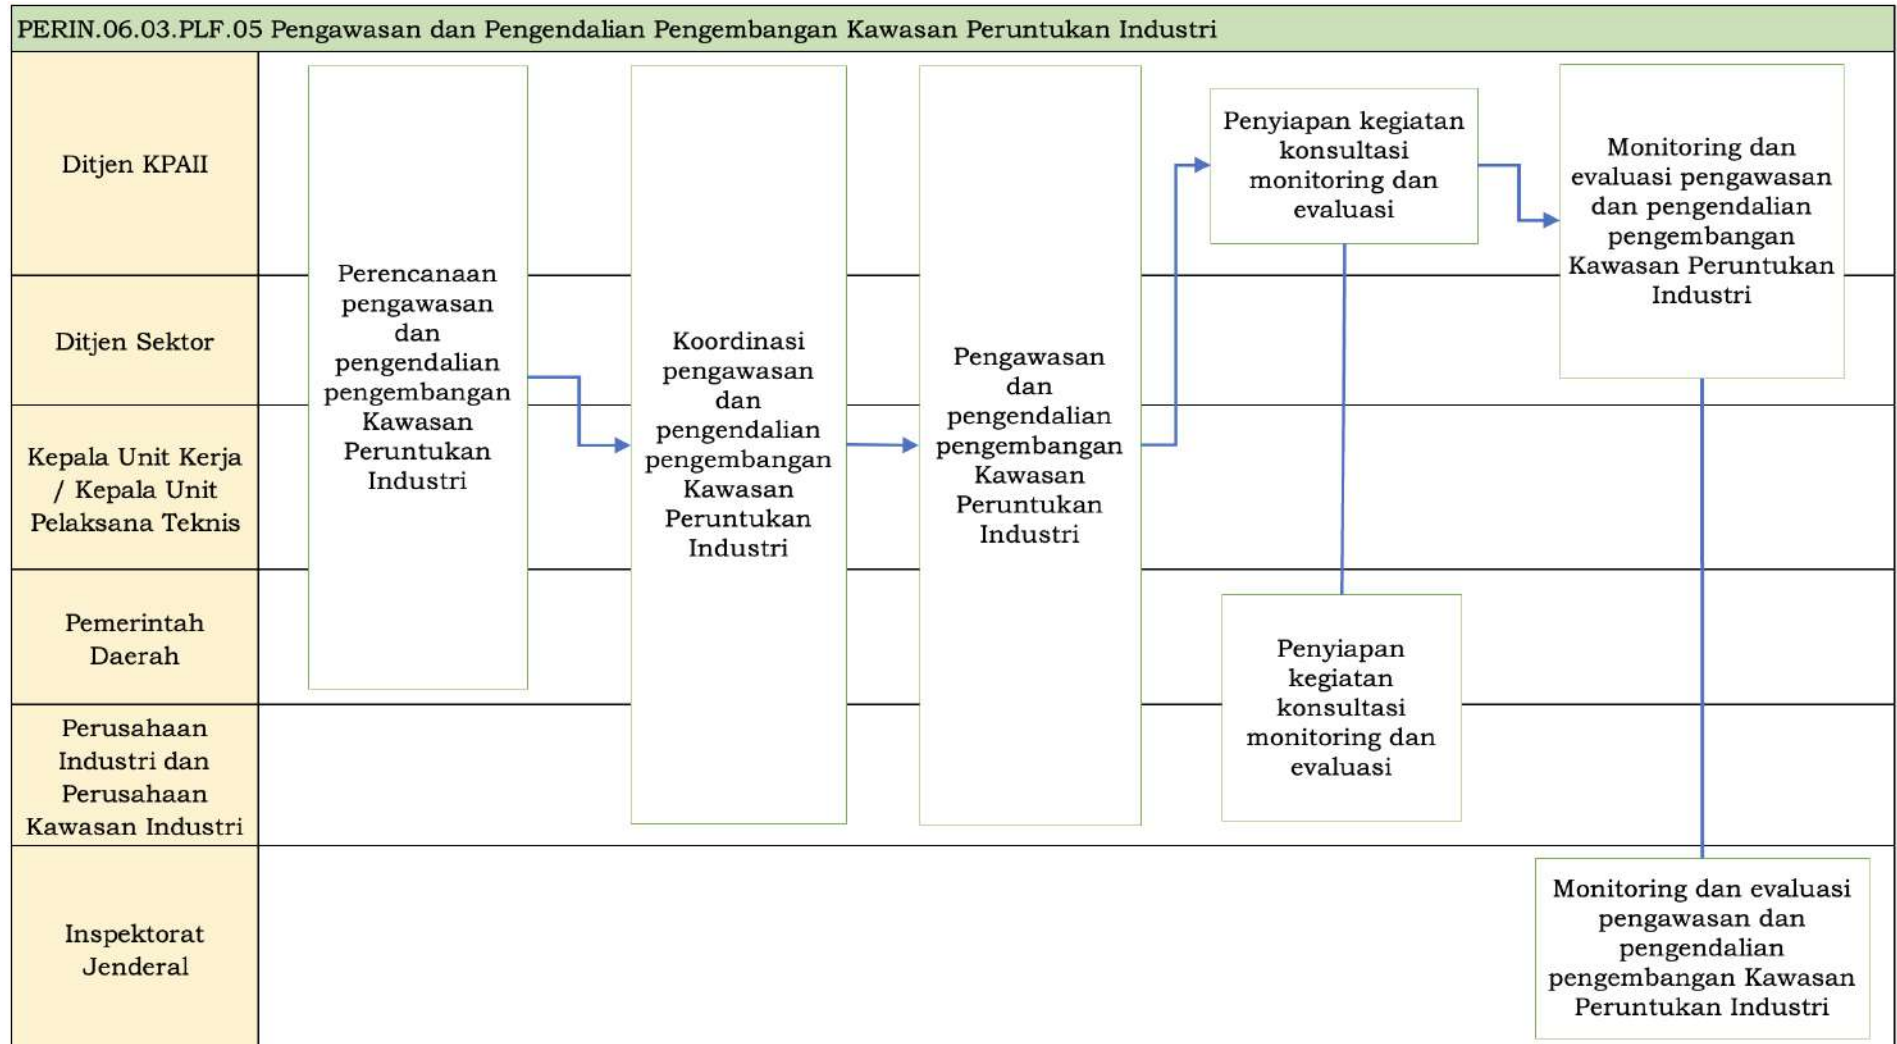 PERIN.06.03.PLF.05 Pengawasan dan Pengendalian Pengembangan Kawasan Peruntukan Industri
Ditjen KPAII
Ditjen Sektor
Kepala Unit Kerja
/ Kepala Unit
Pelaksana Teknis
Pemerintah
Daerah
Perusahaan
Industri dan
Perusahaan
Kawasan Industri
Inspektorat
Jenderal
Perencanaan
pengawasan
dan
pengendalian
pengembangan
Kawasan
Peruntukan
Industri
Koordinasi
pengawasan
dan
pengendalian
pengembangan
Kawasan
Peruntukan
Industri
Pengawasan
dan
pengendalian
pengembangan
Kawasan
Peruntukan
Industri
Penyiapan kegiatan
konsultasi
monitoring dan
evaluasi
Penyiapan
kegiatan
konsultasi
monitoring dan
evaluasi
Monitoring dan
evaluasi pengawasan
dan pengendalian
pengembangan
Kawasan Peruntukan
Industri
Monitoring dan evaluasi
pengawasan dan
pengendalian
pengembangan Kawasan
Peruntukan Industri